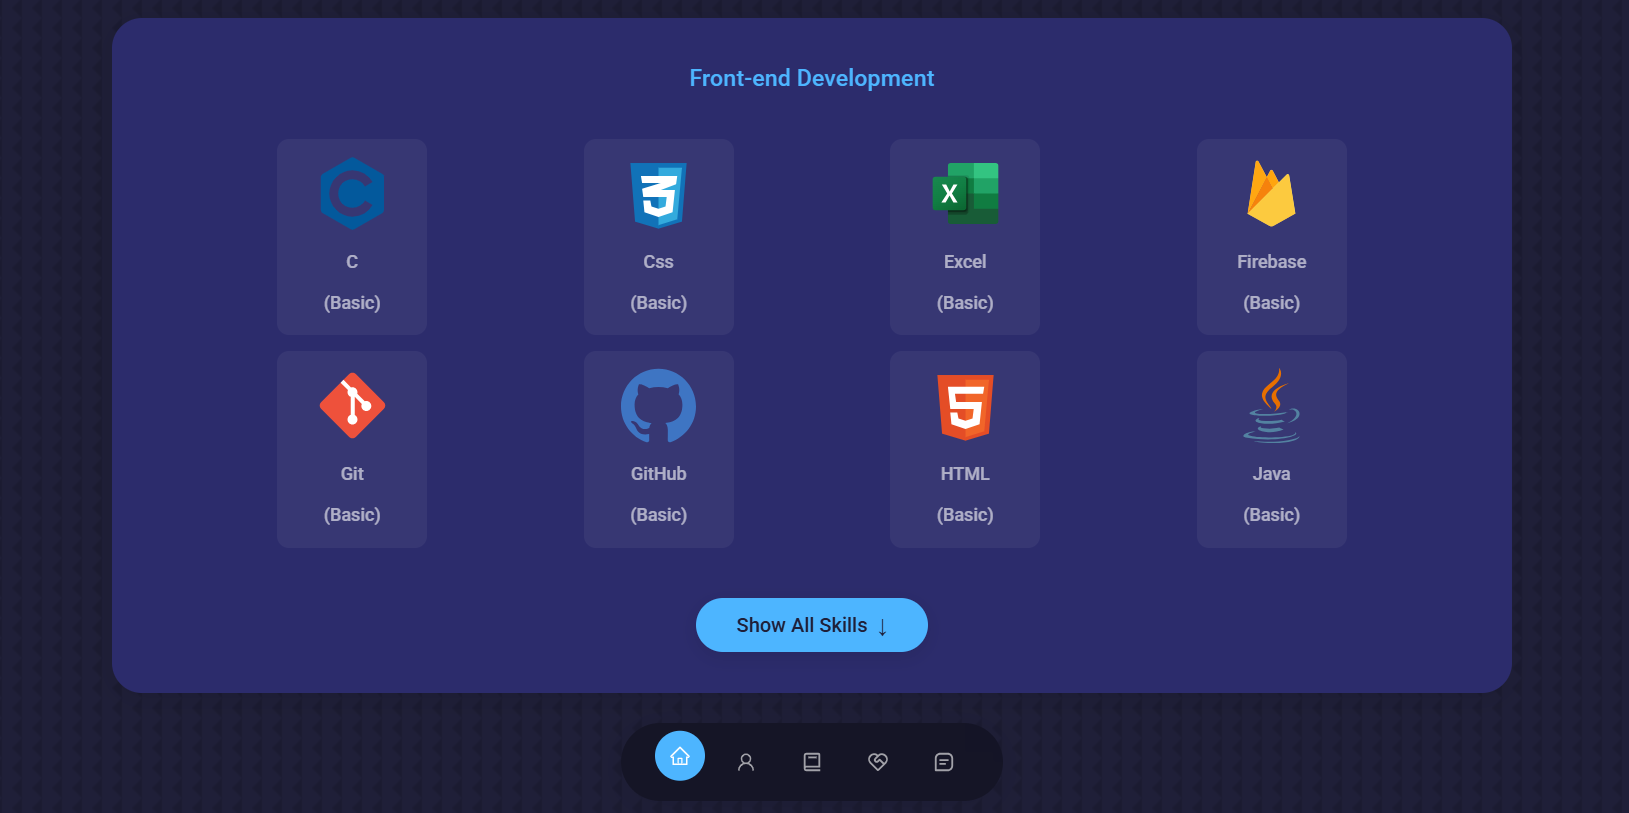 Front-end Development
C
(Basic)
Css
(Basic)
X
Excel
(Basic)
Firebase
(Basic)
Git
(Basic)
GitHub
(Basic)
HTML
(Basic)
Java
(Basic)
Show All Skills ↓